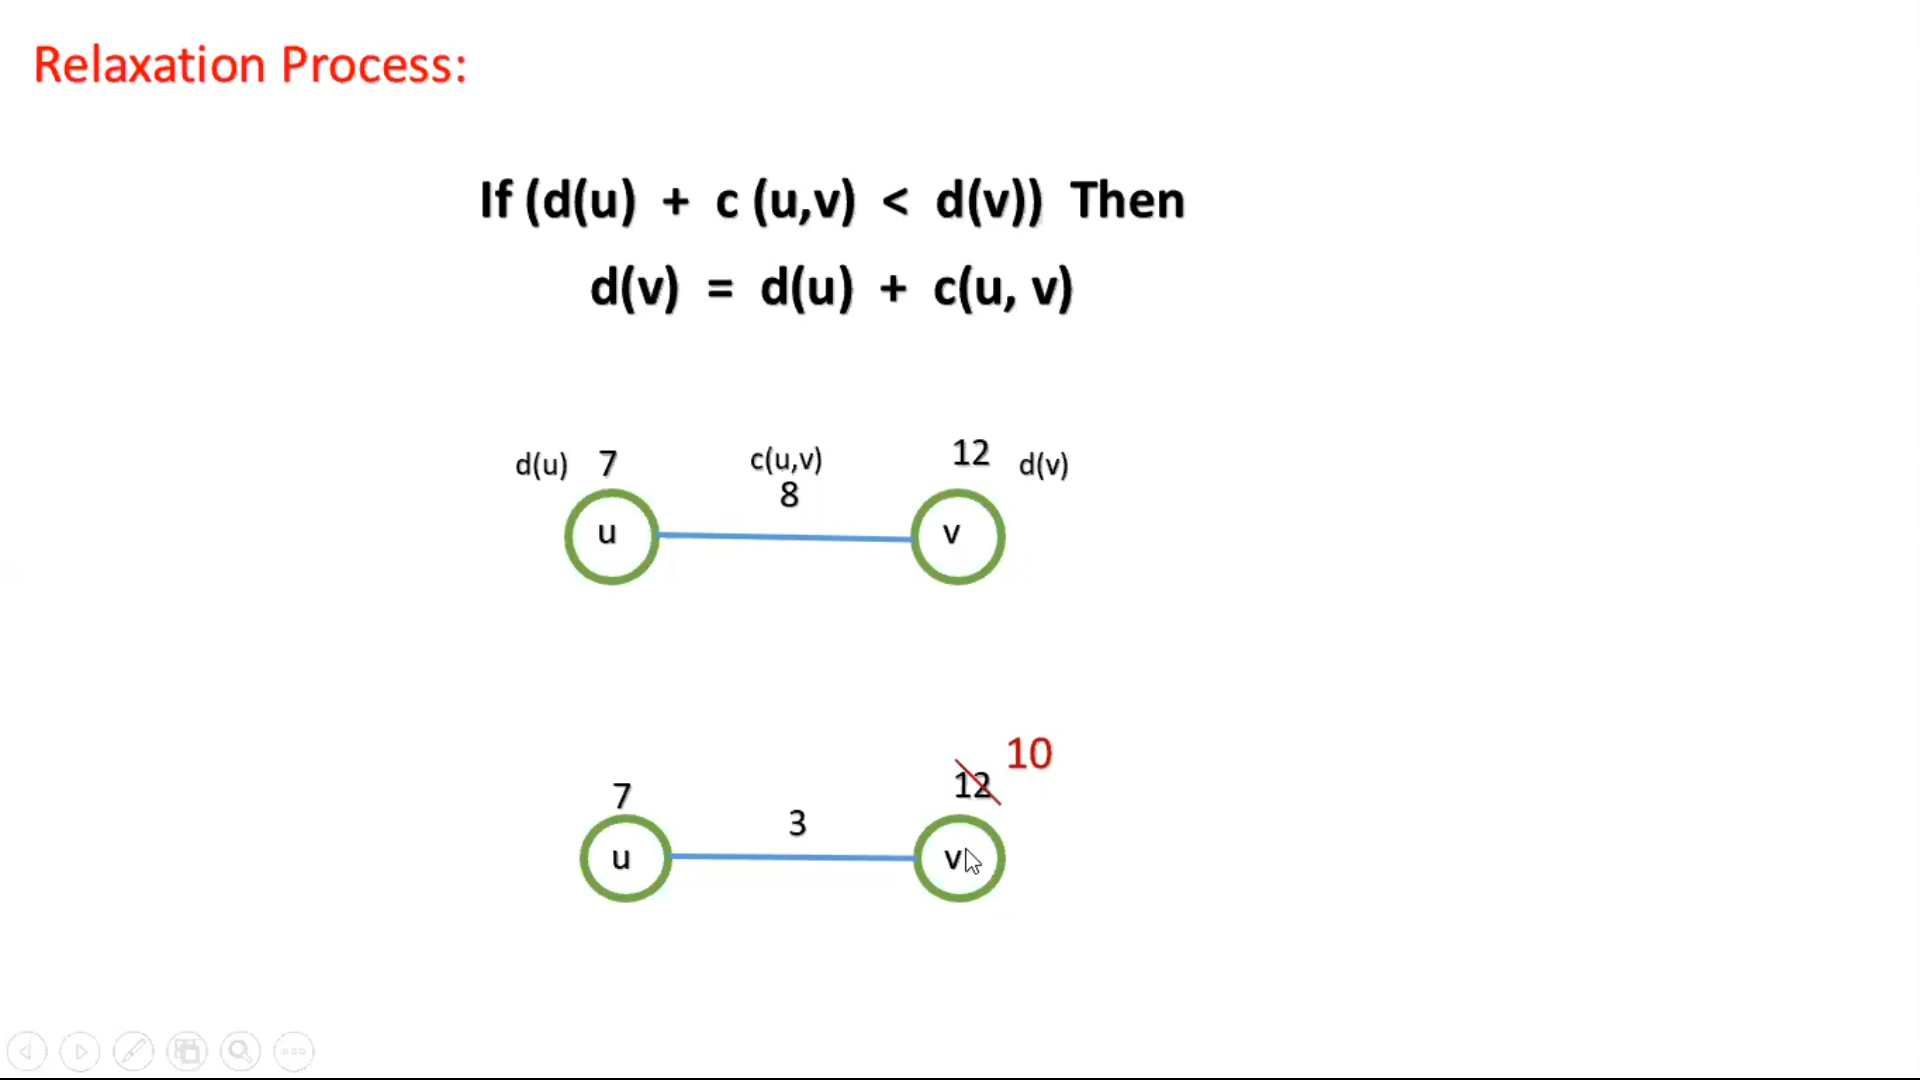 Relaxation Process:
If (d(u) + c (u,v) < d(v)) Then
d(v) = d(u) + c(u, v)
d(u) 7 c(u,v) 12 d(v)
8
u v
10
7 12
3
u v